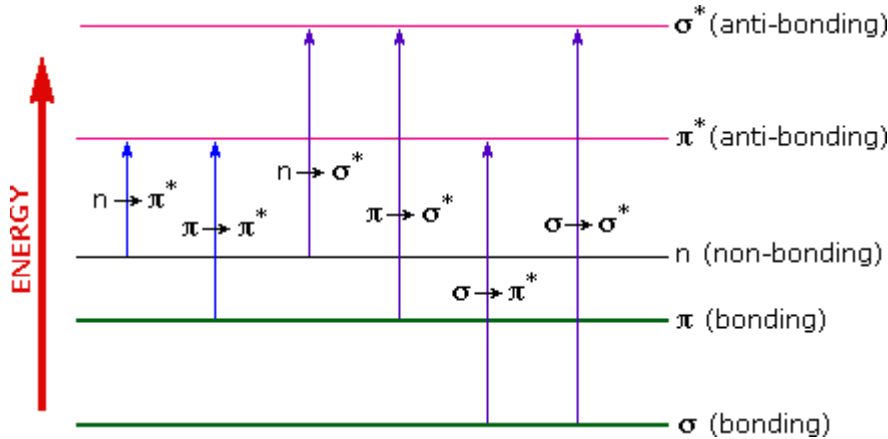 σ* (anti-bonding)
π* (anti-bonding)
n → σ*
n → π*
π → π*
π → σ*
σ → σ*
n (non-bonding)
σ → π*
π (bonding)
σ (bonding)
ENERGY